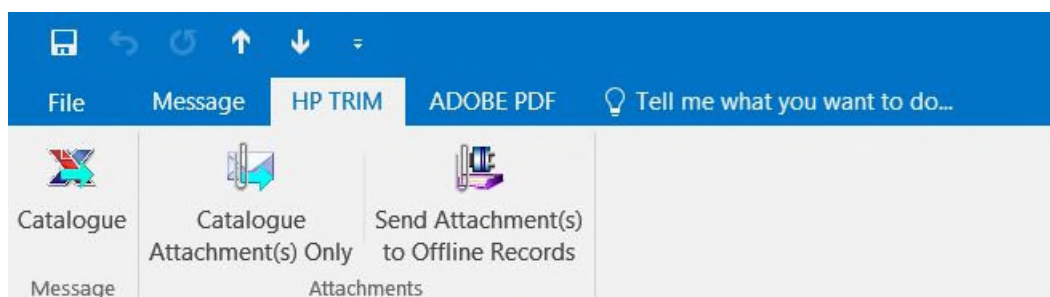 File Message HP TRIM ADOBE PDF Tell me what you want to do...
Catalogue
Catalogue
Attachment(s) Only
Send Attachment(s)
to Offline Records
Message Attachments